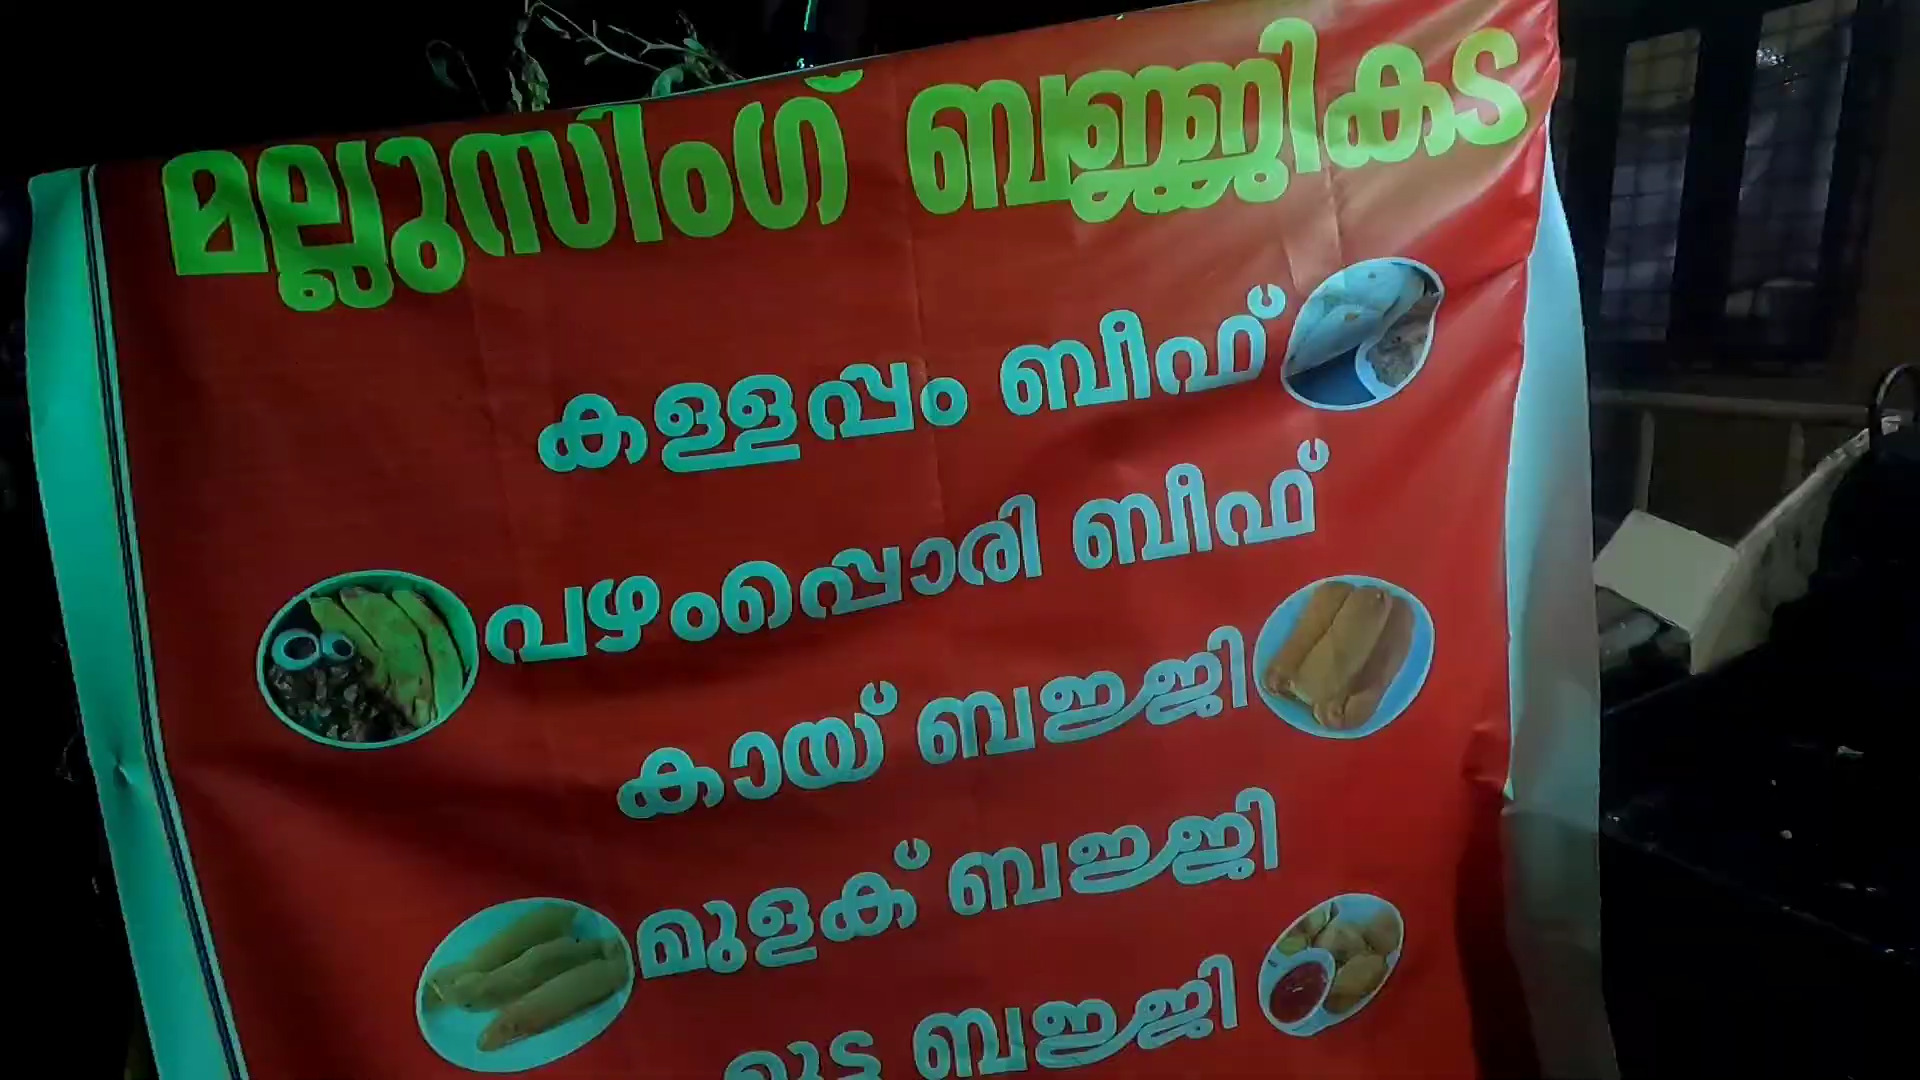 മല്ലുസിംഗ് ബജ്ജികട
കള്ളപ്പം ബീഫ്
പഴംപ്പൊരി ബീഫ്
കായ് ബജ്ജി
മുളക് ബജ്ജി
മുട്ട ബജ്ജി